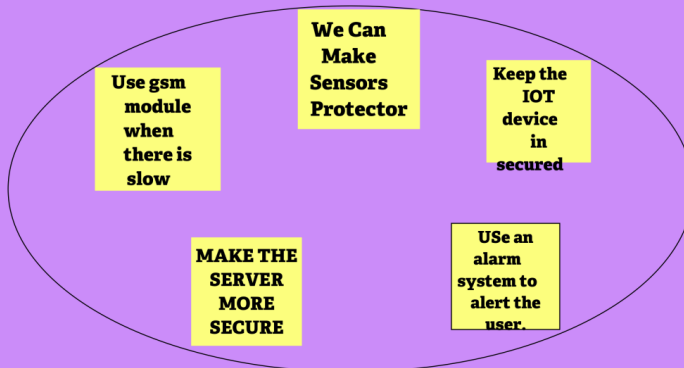 We Can
Make
Sensors
Protector
Use gsm
module
when
there is
slow
Keep the
IOT
device
in
secured
MAKE THE
SERVER
MORE
SECURE
USe an
alarm
system to
alert the
user.